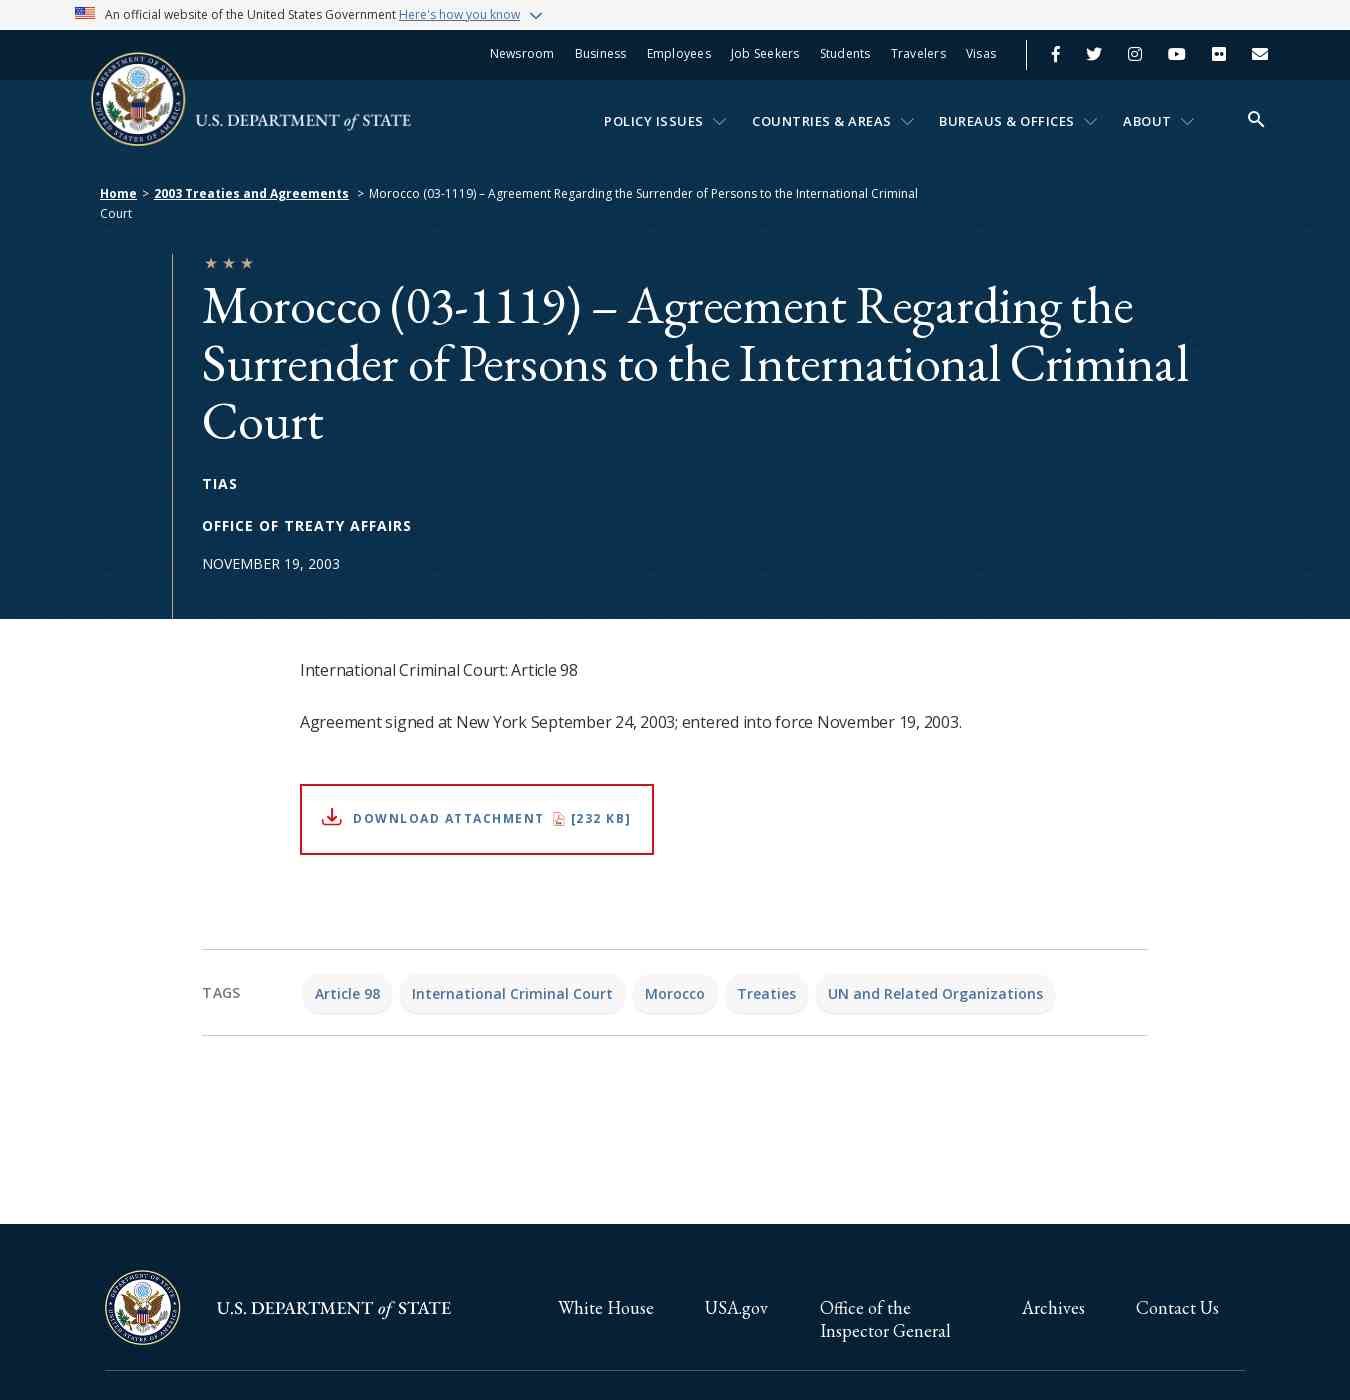 An official website of the United States Government Here's how you know
Newsroom Business Employees Job Seekers Students Travelers Visas
U.S. DEPARTMENT of STATE
POLICY ISSUES COUNTRIES & AREAS BUREAUS & OFFICES ABOUT
Home > 2003 Treaties and Agreements > Morocco (03-1119) – Agreement Regarding the Surrender of Persons to the International Criminal
Court
Morocco (03-1119) – Agreement Regarding the
Surrender of Persons to the International Criminal
Court
TIAS
OFFICE OF TREATY AFFAIRS
NOVEMBER 19, 2003
International Criminal Court: Article 98
Agreement signed at New York September 24, 2003; entered into force November 19, 2003.
DOWNLOAD ATTACHMENT [232 KB]
TAGS Article 98 International Criminal Court Morocco Treaties UN and Related Organizations
U.S. DEPARTMENT of STATE
White House USA.gov Office of the Archives Contact Us
Inspector General